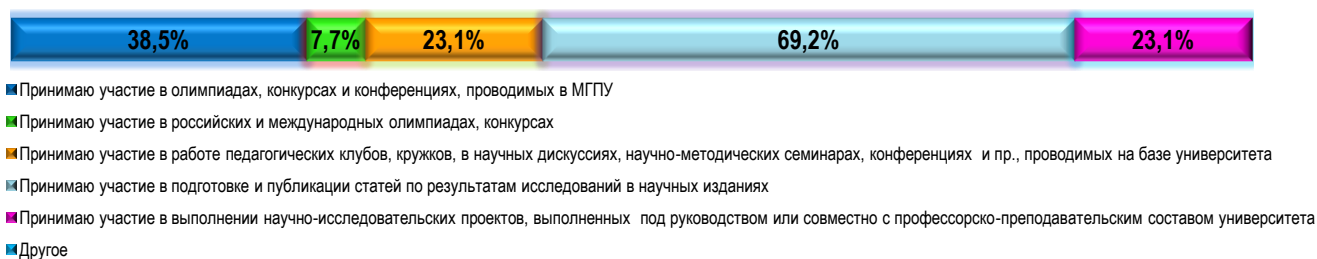 38,5% 7,7% 23,1% 69,2% 23,1%
Принимаю участие в олимпиадах, конкурсах и конференциях, проводимых в МГПУ
Принимаю участие в российских и международных олимпиадах, конкурсах
Принимаю участие в работе педагогических клубов, кружков, в научных дискуссиях, научно-методических семинарах, конференциях и пр., проводимых на базе университета
Принимаю участие в подготовке и публикации статей по результатам исследований в научных изданиях
Принимаю участие в выполнении научно-исследовательских проектов, выполненных под руководством или совместно с профессорско-преподавательским составом университета
Другое